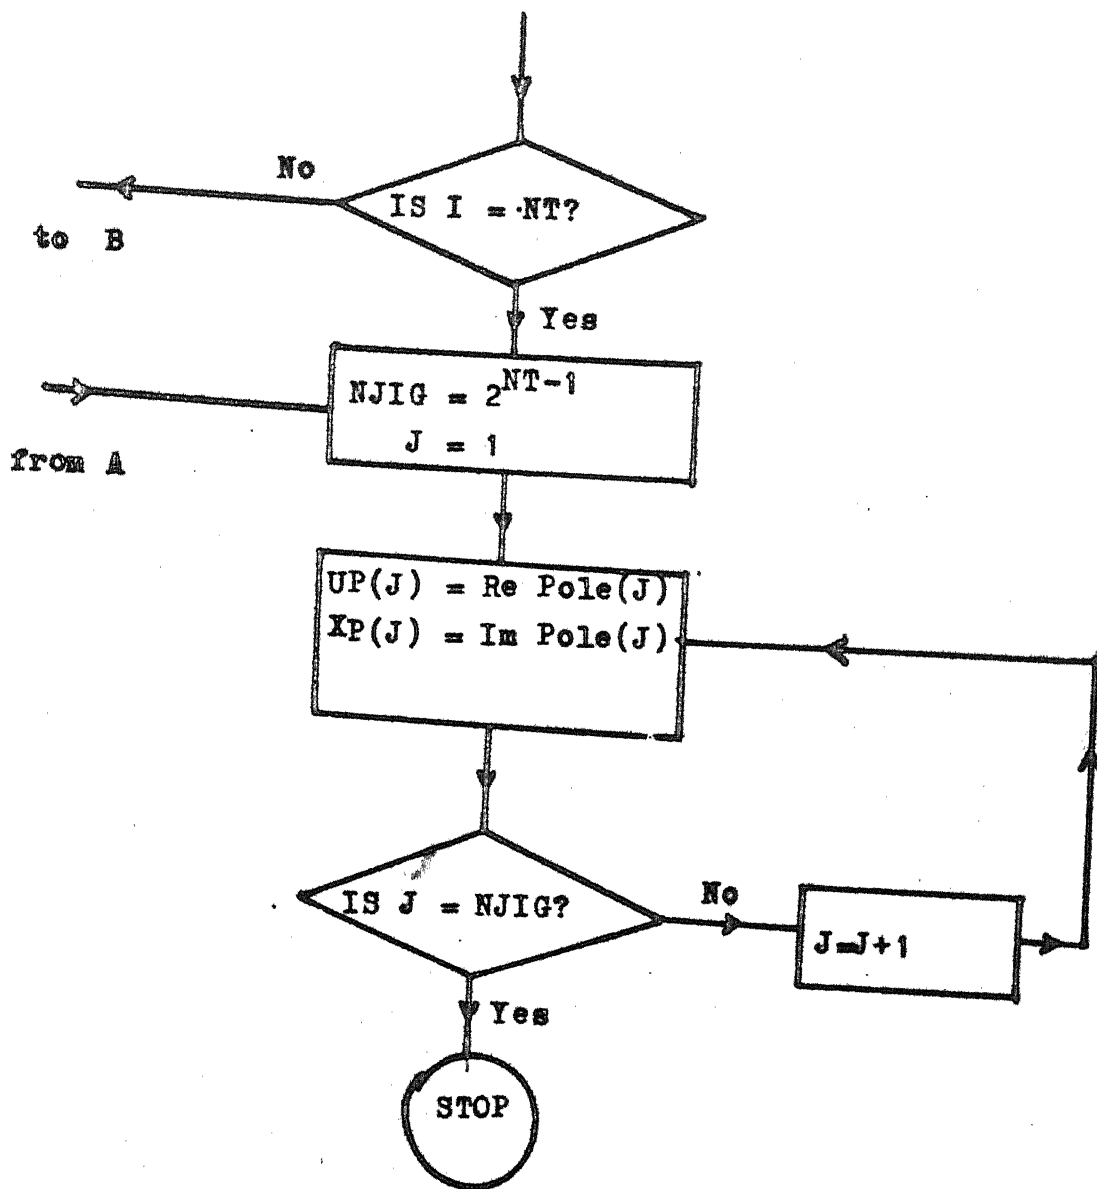 No
IS I = NT?
to B
Yes
NJIG = 2^NT-1
J = 1
from A
UP(J) = Re Pole(J)
XP(J) = Im Pole(J)
IS J = NJIG?
No
J=J+1
Yes
STOP